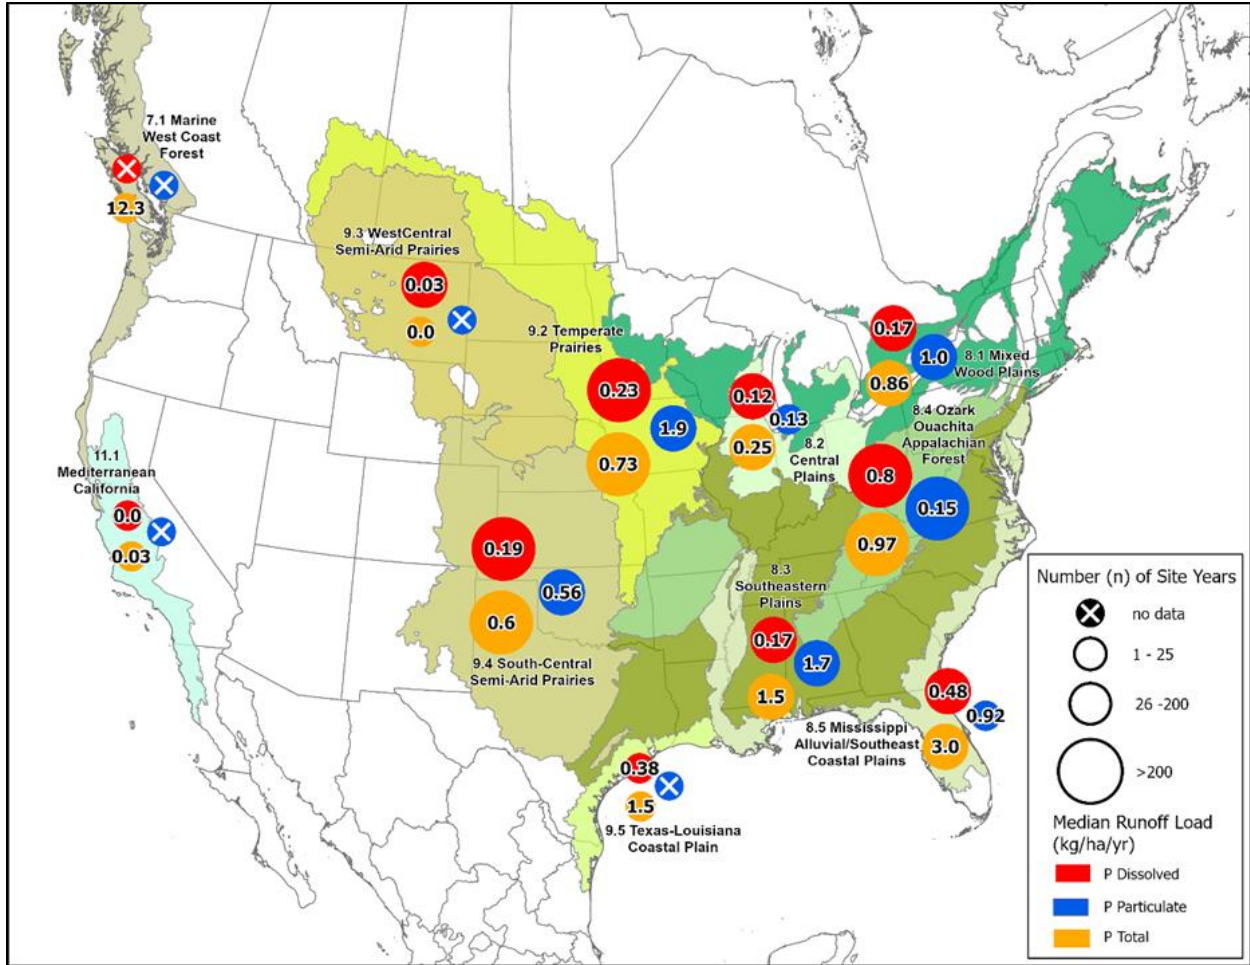 7.1 Marine
West Coast
Forest
12.3
9.3 WestCentral
Semi-Arid Prairies
0.03
0.0
9.2 Temperate
Prairies
0.23
1.9
0.73
0.12
0.13
0.25
8.2
Central
Plains
0.17
1.0
0.86
8.1 Mixed
Wood Plains
8.4 Ozark
Ouachita
Appalachian
Forest
0.8
0.15
0.97
11.1
Mediterranean
California
0.0
0.03
0.19
0.56
0.6
9.4 South-Central
Semi-Arid Prairies
8.3
Southeastern
Plains
0.17
1.7
1.5
0.48
0.92
3.0
8.5 Mississippi
Alluvial/Southeast
Coastal Plains
0.38
1.5
9.5 Texas-Louisiana
Coastal Plain
Number (n) of Site Years
no data
1 - 25
26 -200
>200
Median Runoff Load
(kg/ha/yr)
P Dissolved
P Particulate
P Total